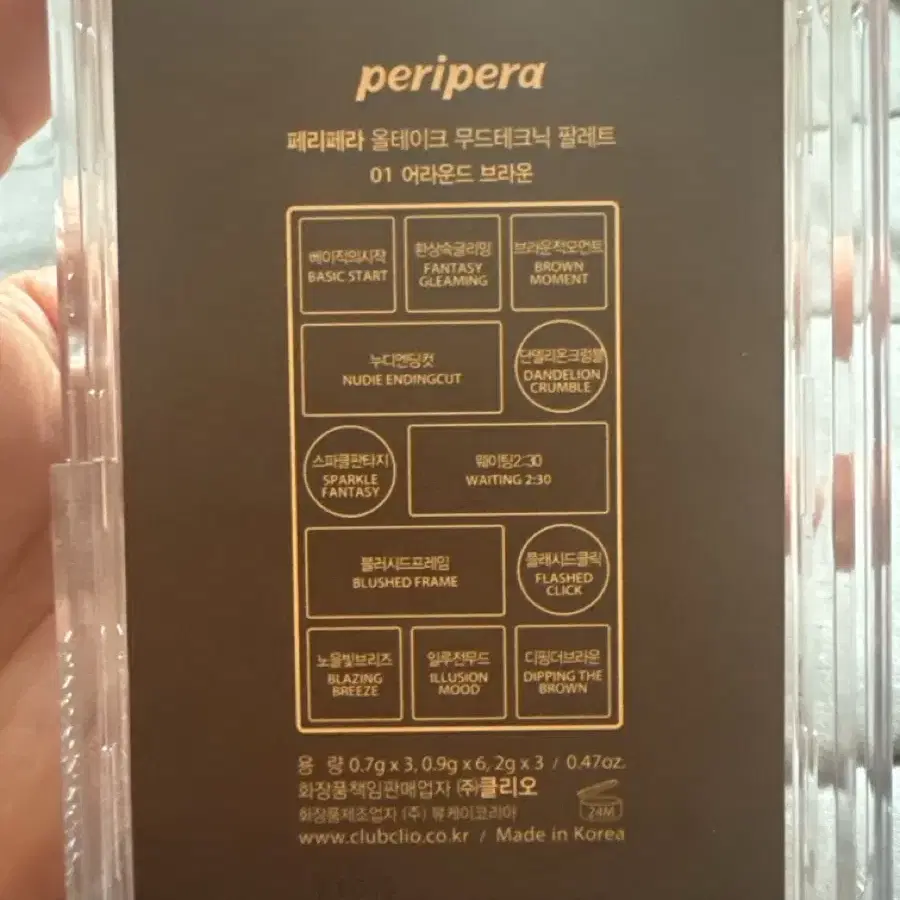 peripera
페리페라 올테이크 무드테크닉 팔레트
01 어라운드 브라운
베이직의시작
BASIC START
환상속글리밍
FANTASY
GLEAMING
브라운적모먼트
BROWN
MOMENT
누디엔딩컷
NUDIE ENDINGCUT
단델리온크럼블
DANDELION
CRUMBLE
스파클판타지
SPARKLE
FANTASY
웨이팅2:30
WAITING 2:30
블러시드프레임
BLUSHED FRAME
플래시드클릭
FLASHED
CLICK
노을빛브리즈
BLAZING
BREEZE
일루전무드
ILLUSION
MOOD
디핑더브라운
DIPPING THE
BROWN
용 량 0.7g x 3, 0.9g x 6, 2g x 3 / 0.47oz.
화장품책임판매업자 ㈜클리오
화장품제조업자 (주) 뷰케이코리아
24M
www.clubclio.co.kr / Made in Korea